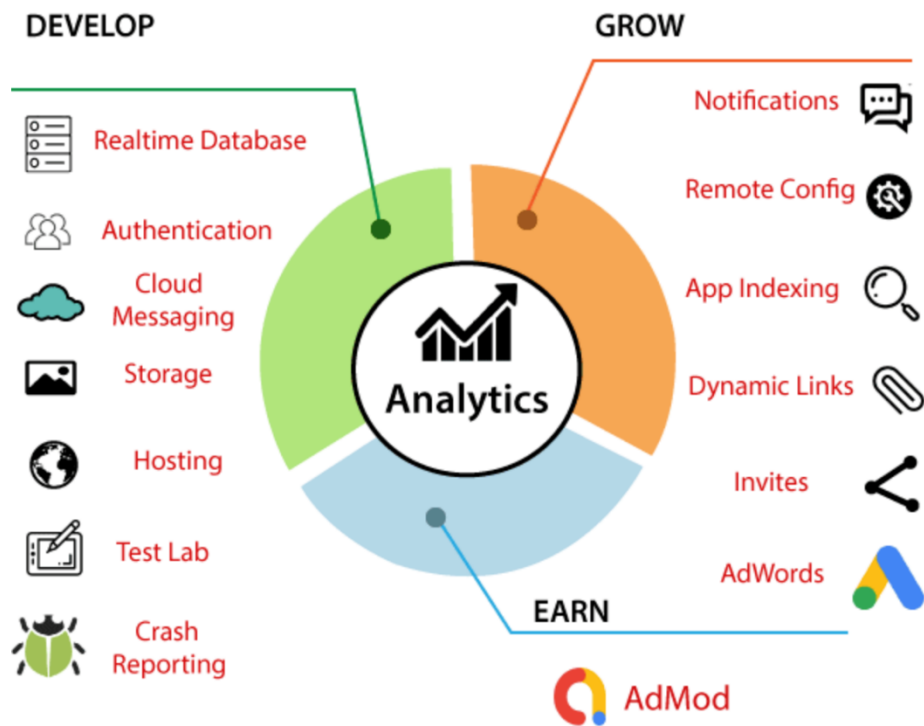 DEVELOP
Realtime Database
Authentication
Cloud
Messaging
Storage
Hosting
Test Lab
Crash
Reporting
GROW
Notifications
Remote Config
App Indexing
Dynamic Links
Invites
AdWords
Analytics
EARN
AdMod